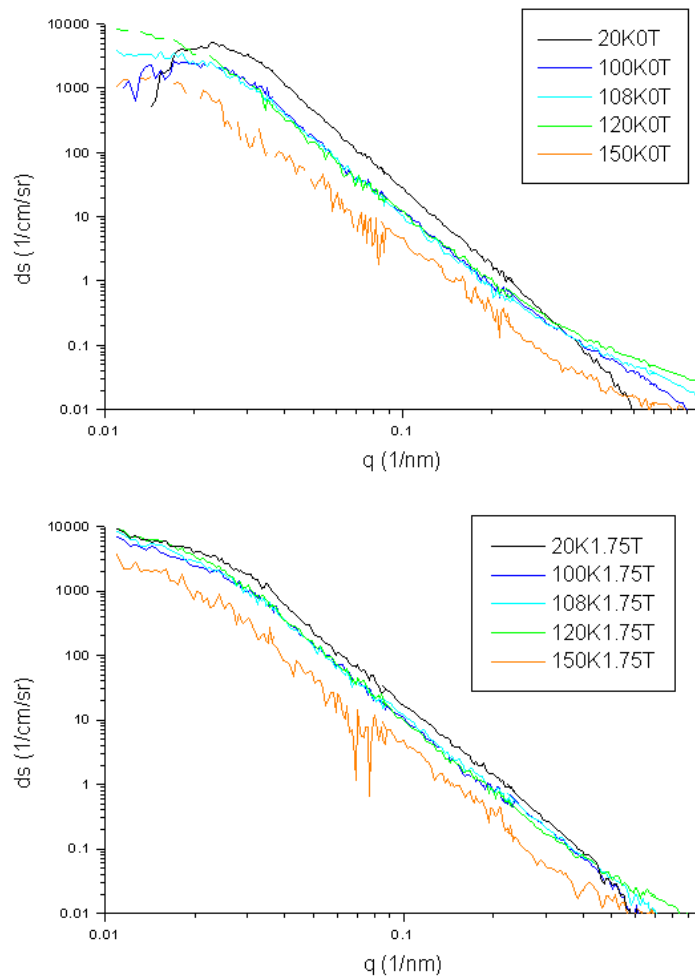 10000
1000
100
10
1
0.1
0.01
ds (1/cm/sr)
0.01
0.1
q (1/nm)
20K0T
100K0T
108K0T
120K0T
150K0T
10000
1000
100
10
1
0.1
0.01
ds (1/cm/sr)
0.01
0.1
q (1/nm)
20K1.75T
100K1.75T
108K1.75T
120K1.75T
150K1.75T